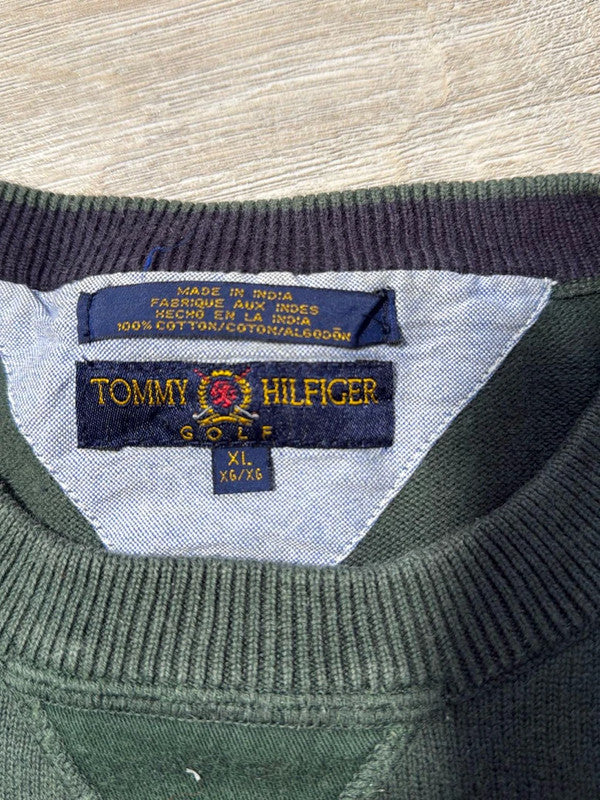 MADE IN INDIA
FABRIQUE AUX INDES
HECHO EN LA INDIA
100% COTTON/COTON/ALGODÓN
TOMMY HILFIGER
GOLF
XL
XG/XG